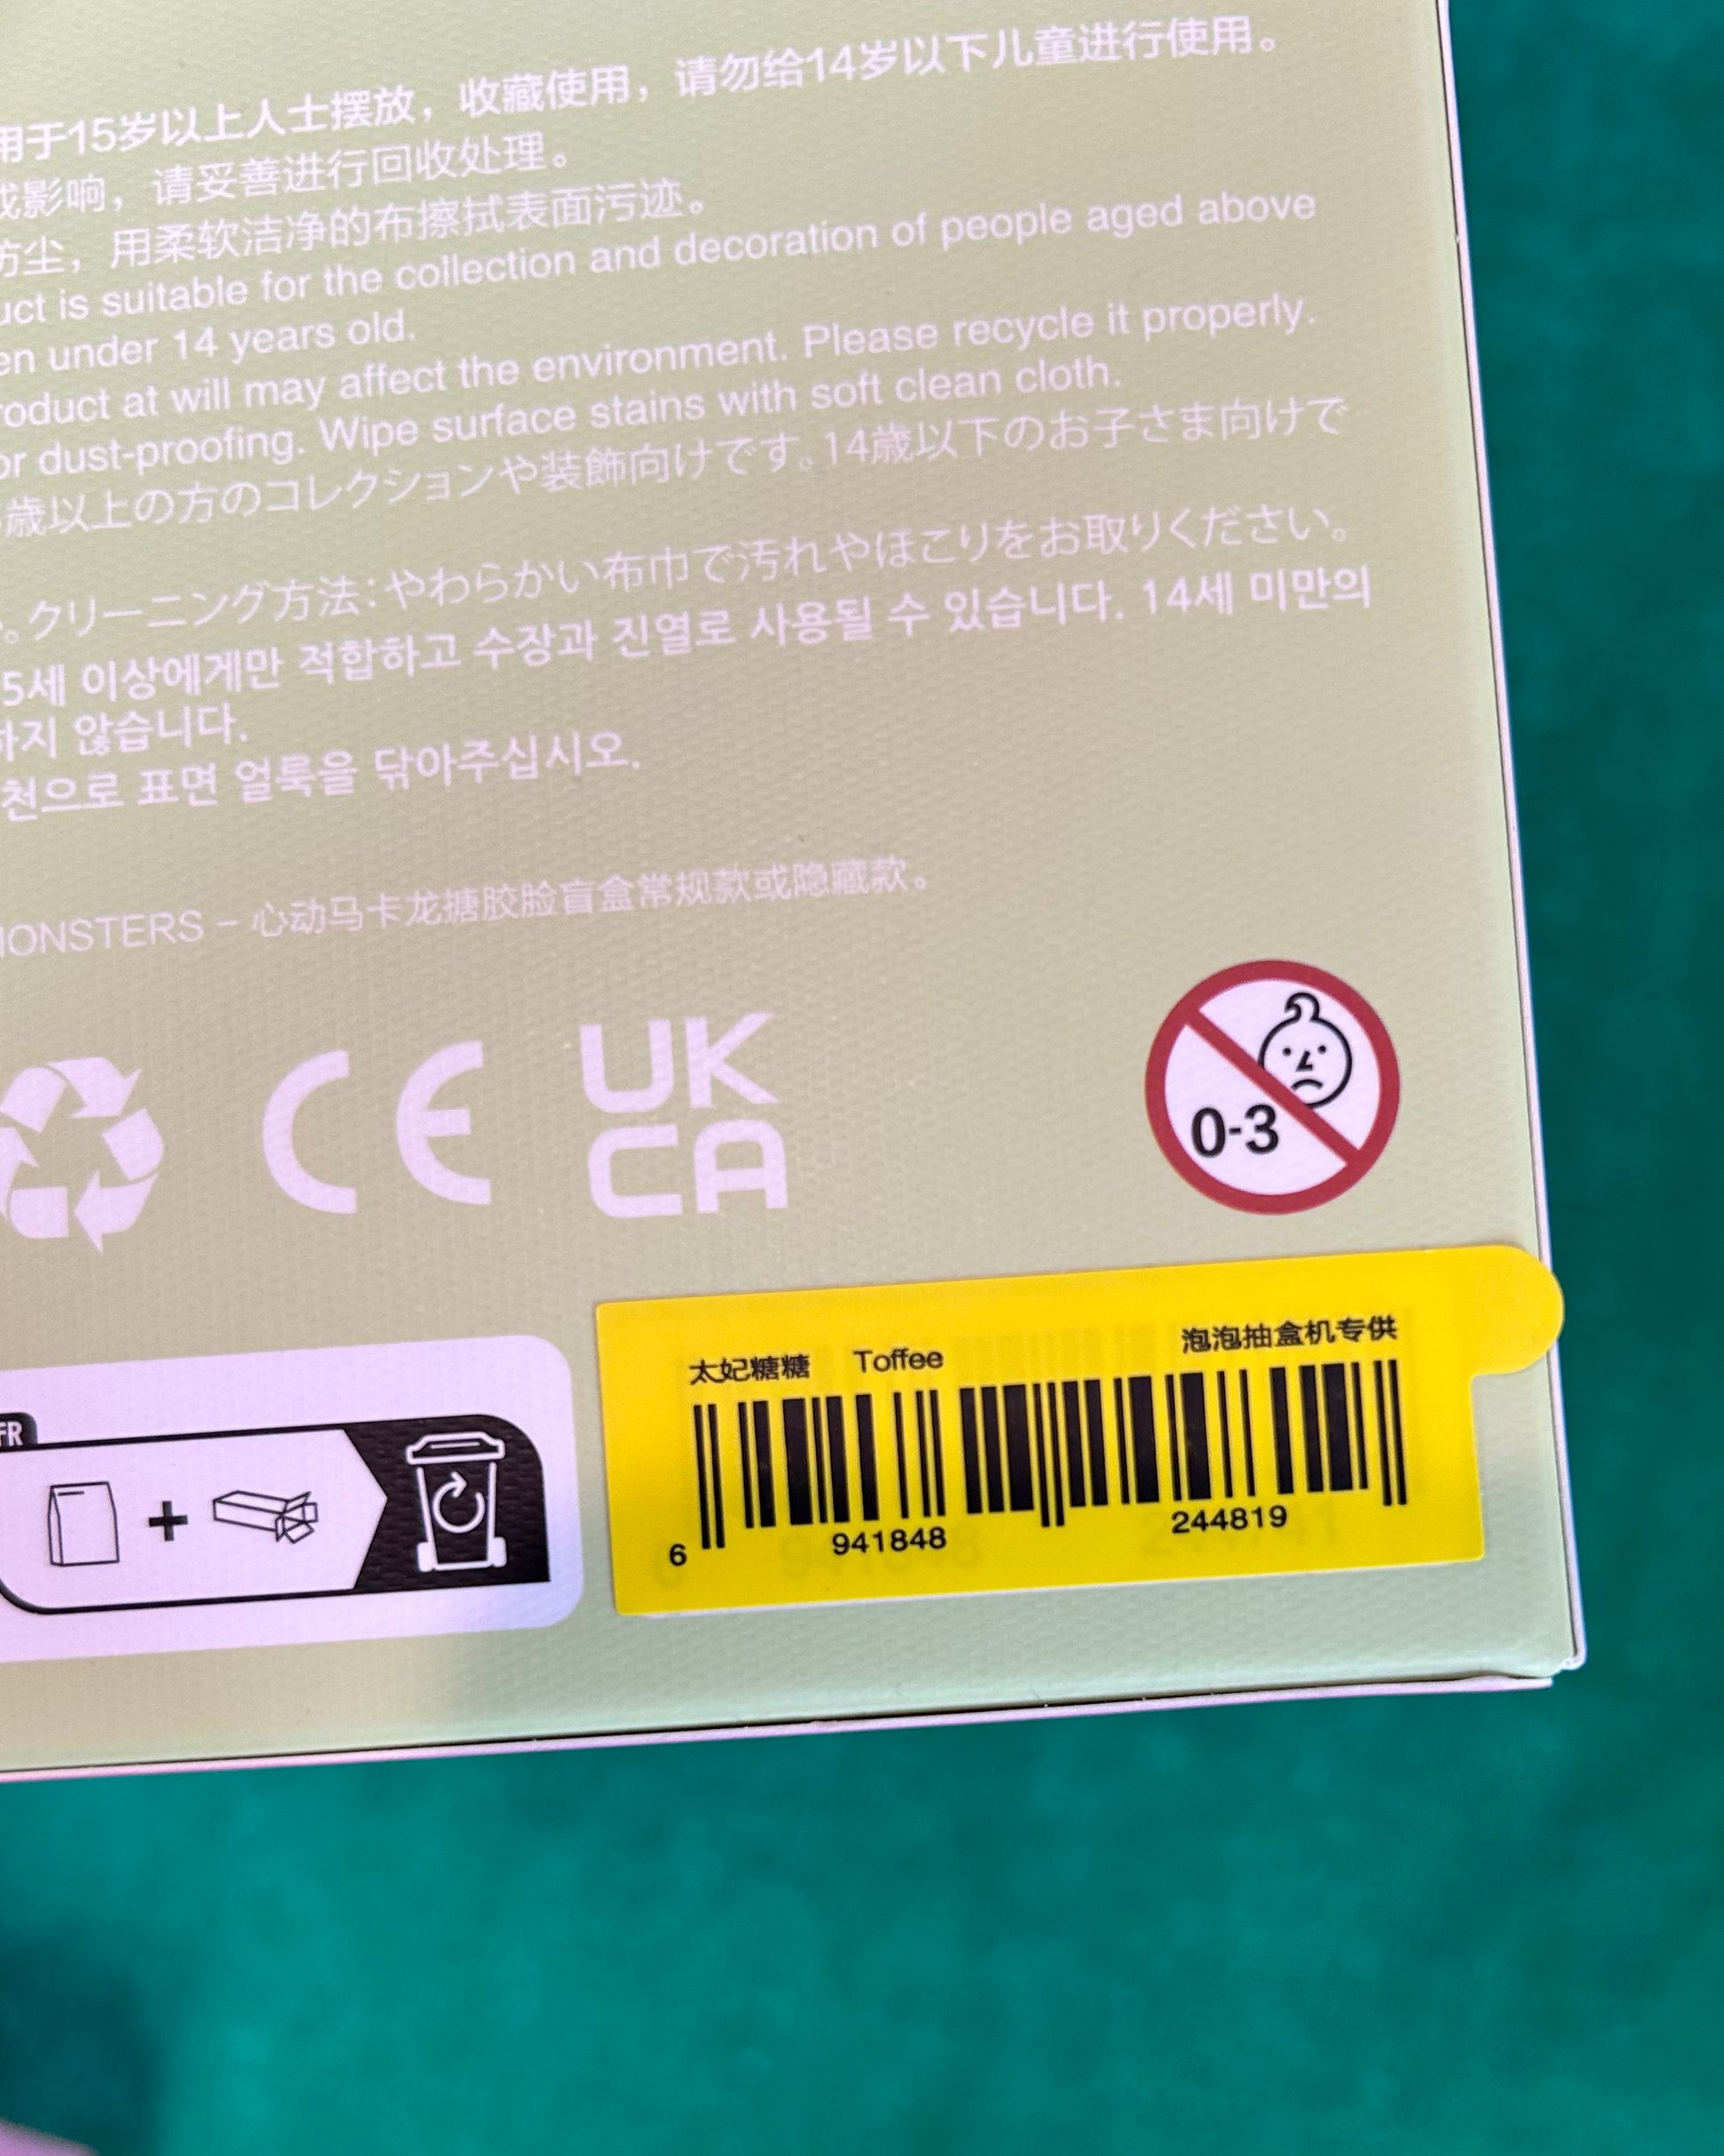 用于15岁以上人士摆放，收藏使用，请勿给14岁以下儿童进行使用。
影响，请妥善进行回收处理。
防尘，用柔软洁净的布擦拭表面污迹。
uct is suitable for the collection and decoration of people aged above
en under 14 years old.
roduct at will may affect the environment. Please recycle it properly.
or dust-proofing. Wipe surface stains with soft clean cloth.
歳以上の方のコレクションや装飾向けです。14歳以下のお子さま向けで
。クリーニング方法：やわらかい布巾で汚れやほこりをお取りください。
5세 이상에게만 적합하고 수장과 진열로 사용될 수 있습니다. 14세 미만의
하지 않습니다.
천으로 표면 얼룩을 닦아주십시오.
MONSTERS – 心动马卡龙搪胶脸盲盒常规款或隐藏款。
CE
UK
CA
0-3
FR
+
太妃糖糖 Toffee 泡泡抽盒机专供
6 941848 244819